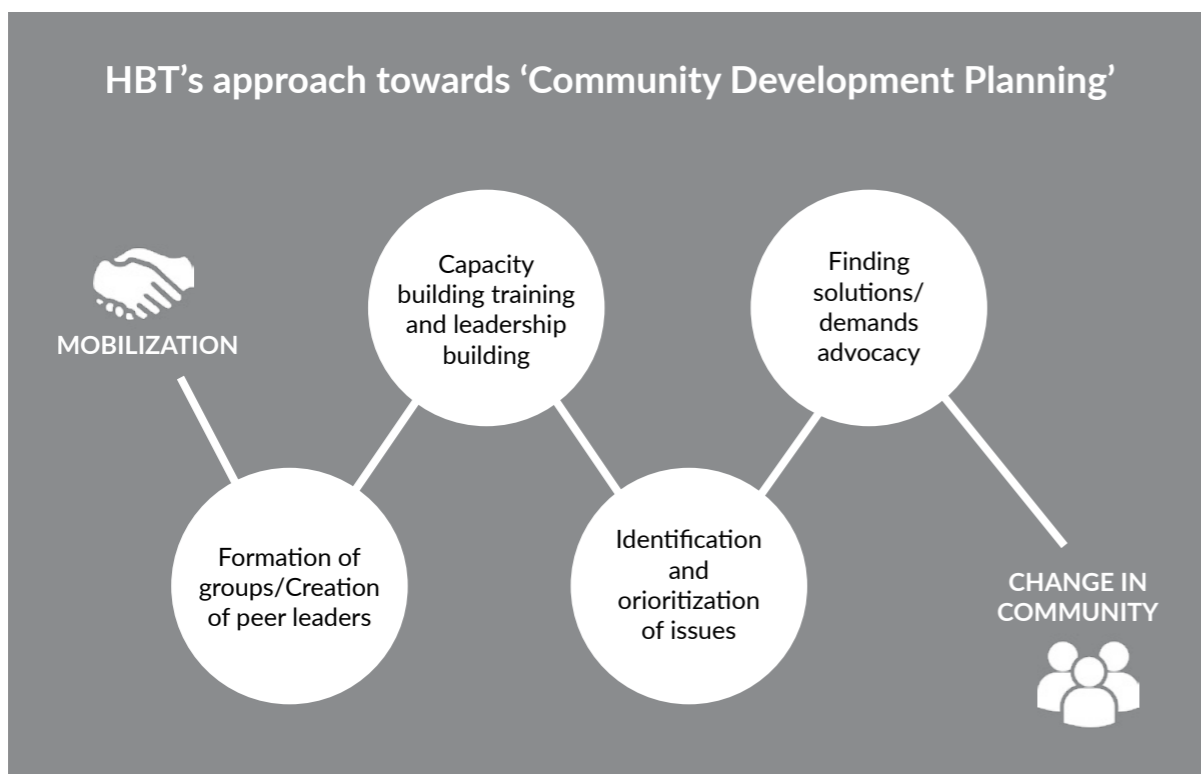 HBT’s approach towards ‘Community Development Planning’
MOBILIZATION
Formation of
groups/Creation
of peer leaders
Capacity
building training
and leadership
building
Identification
and
orioritization
of issues
Finding
solutions/
demands
advocacy
CHANGE IN
COMMUNITY